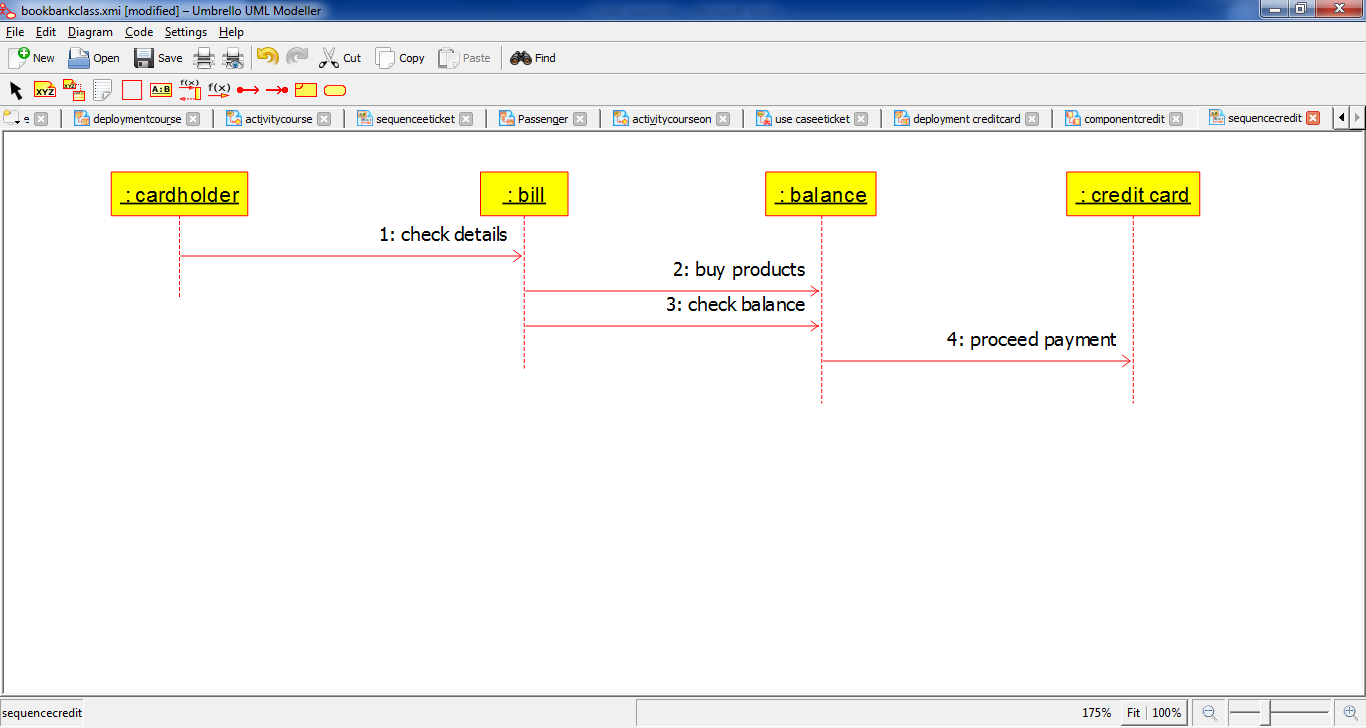 bookbankclass.xmi [modified] – Umbrello UML Modeller
File Edit Diagram Code Settings Help
New Open Save Cut Copy Paste Find
XYZ XYZ A:B f(x) f(x)
e deploymentcourse activitycourse sequenceeticket Passenger activitycourseon use caseeticket deployment creditcard componentcredit sequencecredit
: cardholder : bill : balance : credit card
1: check details
2: buy products
3: check balance
4: proceed payment
sequencecredit 175% Fit 100%